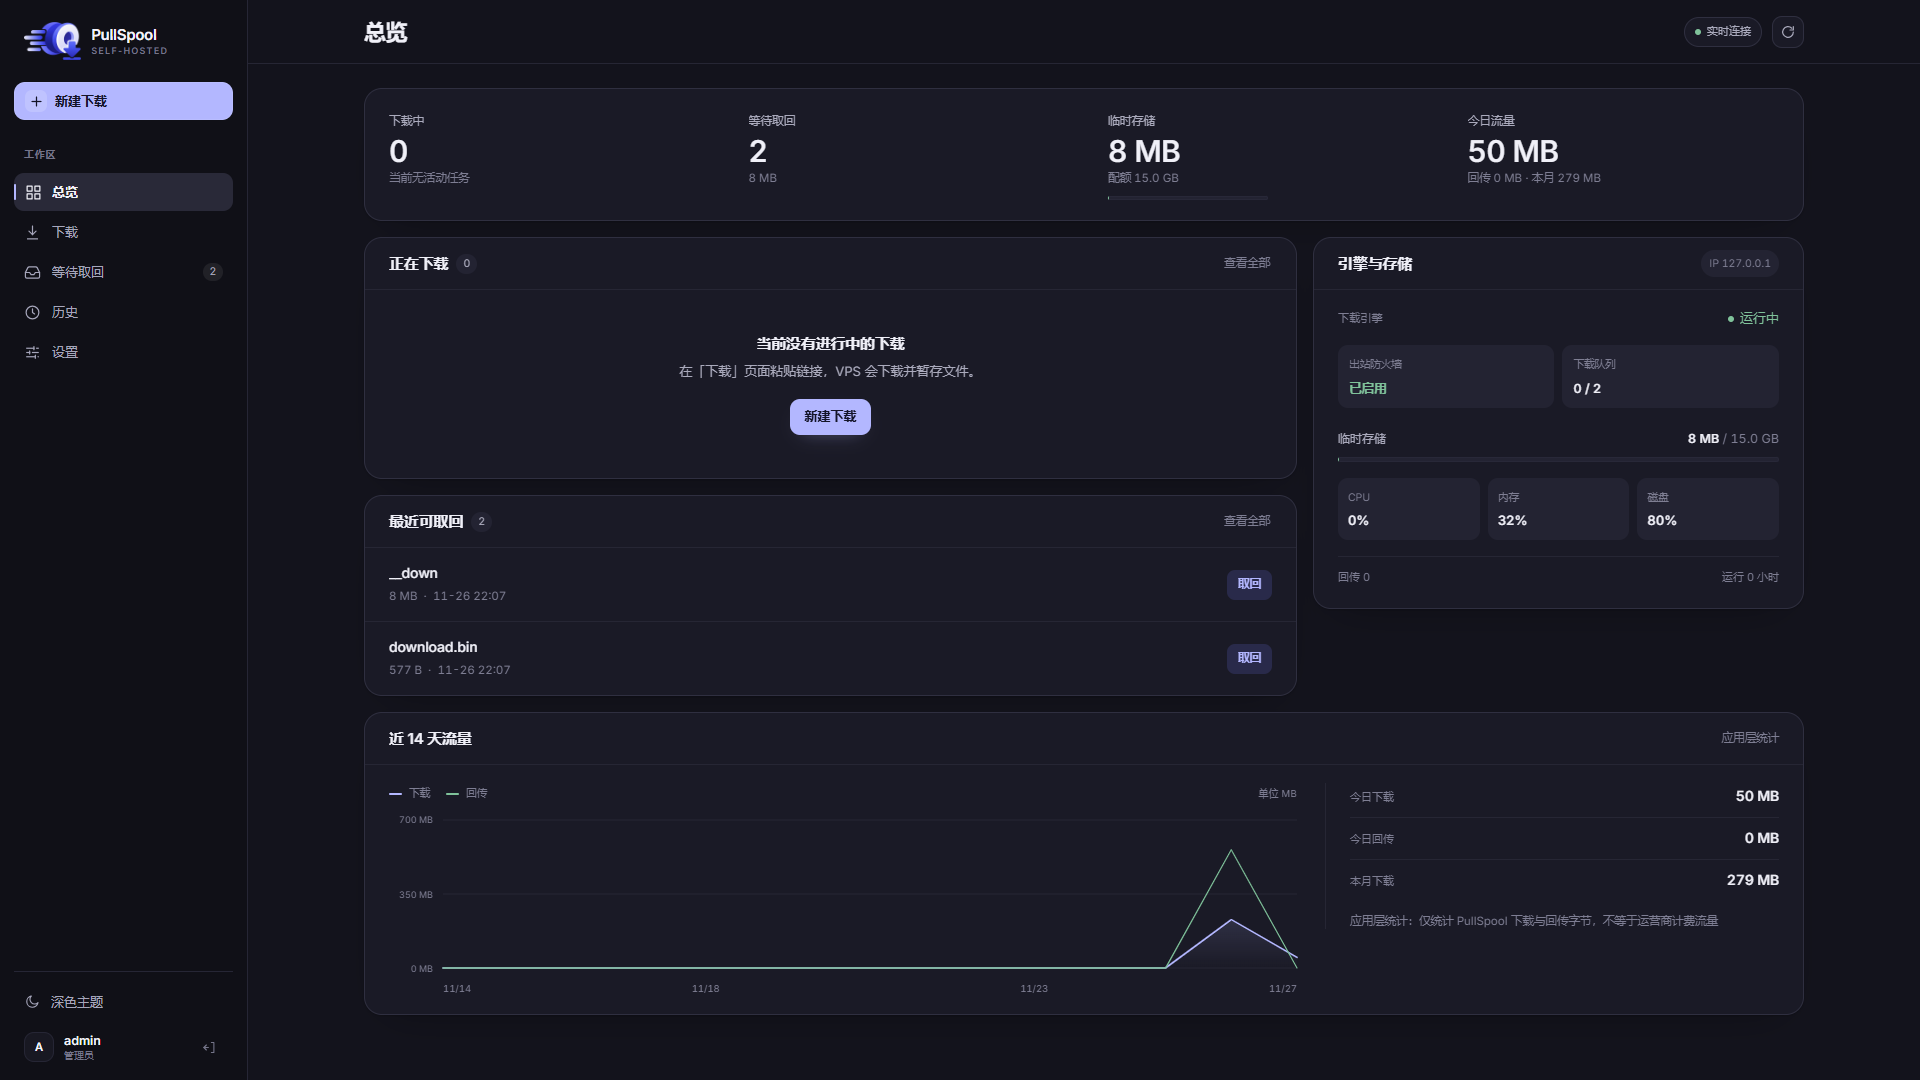 PullSpool
SELF-HOSTED
新建下载
工作区
总览
下载
等待取回 2
历史
设置
深色主题
A
admin
管理员
总览
实时连接
下载中
0
当前无活动任务
等待取回
2
8 MB
临时存储
8 MB
配额 15.0 GB
今日流量
50 MB
回传 0 MB · 本月 279 MB
正在下载 0
查看全部
当前没有进行中的下载
在「下载」页面粘贴链接，VPS 会下载并暂存文件。
新建下载
最近可取回 2
查看全部
__down
8 MB · 11-26 22:07
取回
download.bin
577 B · 11-26 22:07
取回
引擎与存储
IP 127.0.0.1
下载引擎
运行中
出站防火墙
已启用
下载队列
0 / 2
临时存储
8 MB / 15.0 GB
CPU
0%
内存
32%
磁盘
80%
回传 0
运行 0 小时
近 14 天流量
应用层统计
下载
回传
单位 MB
700 MB
350 MB
0 MB
11/14
11/18
11/23
11/27
今日下载
50 MB
今日回传
0 MB
本月下载
279 MB
应用层统计：仅统计 PullSpool 下载与回传字节，不等于运营商计费流量